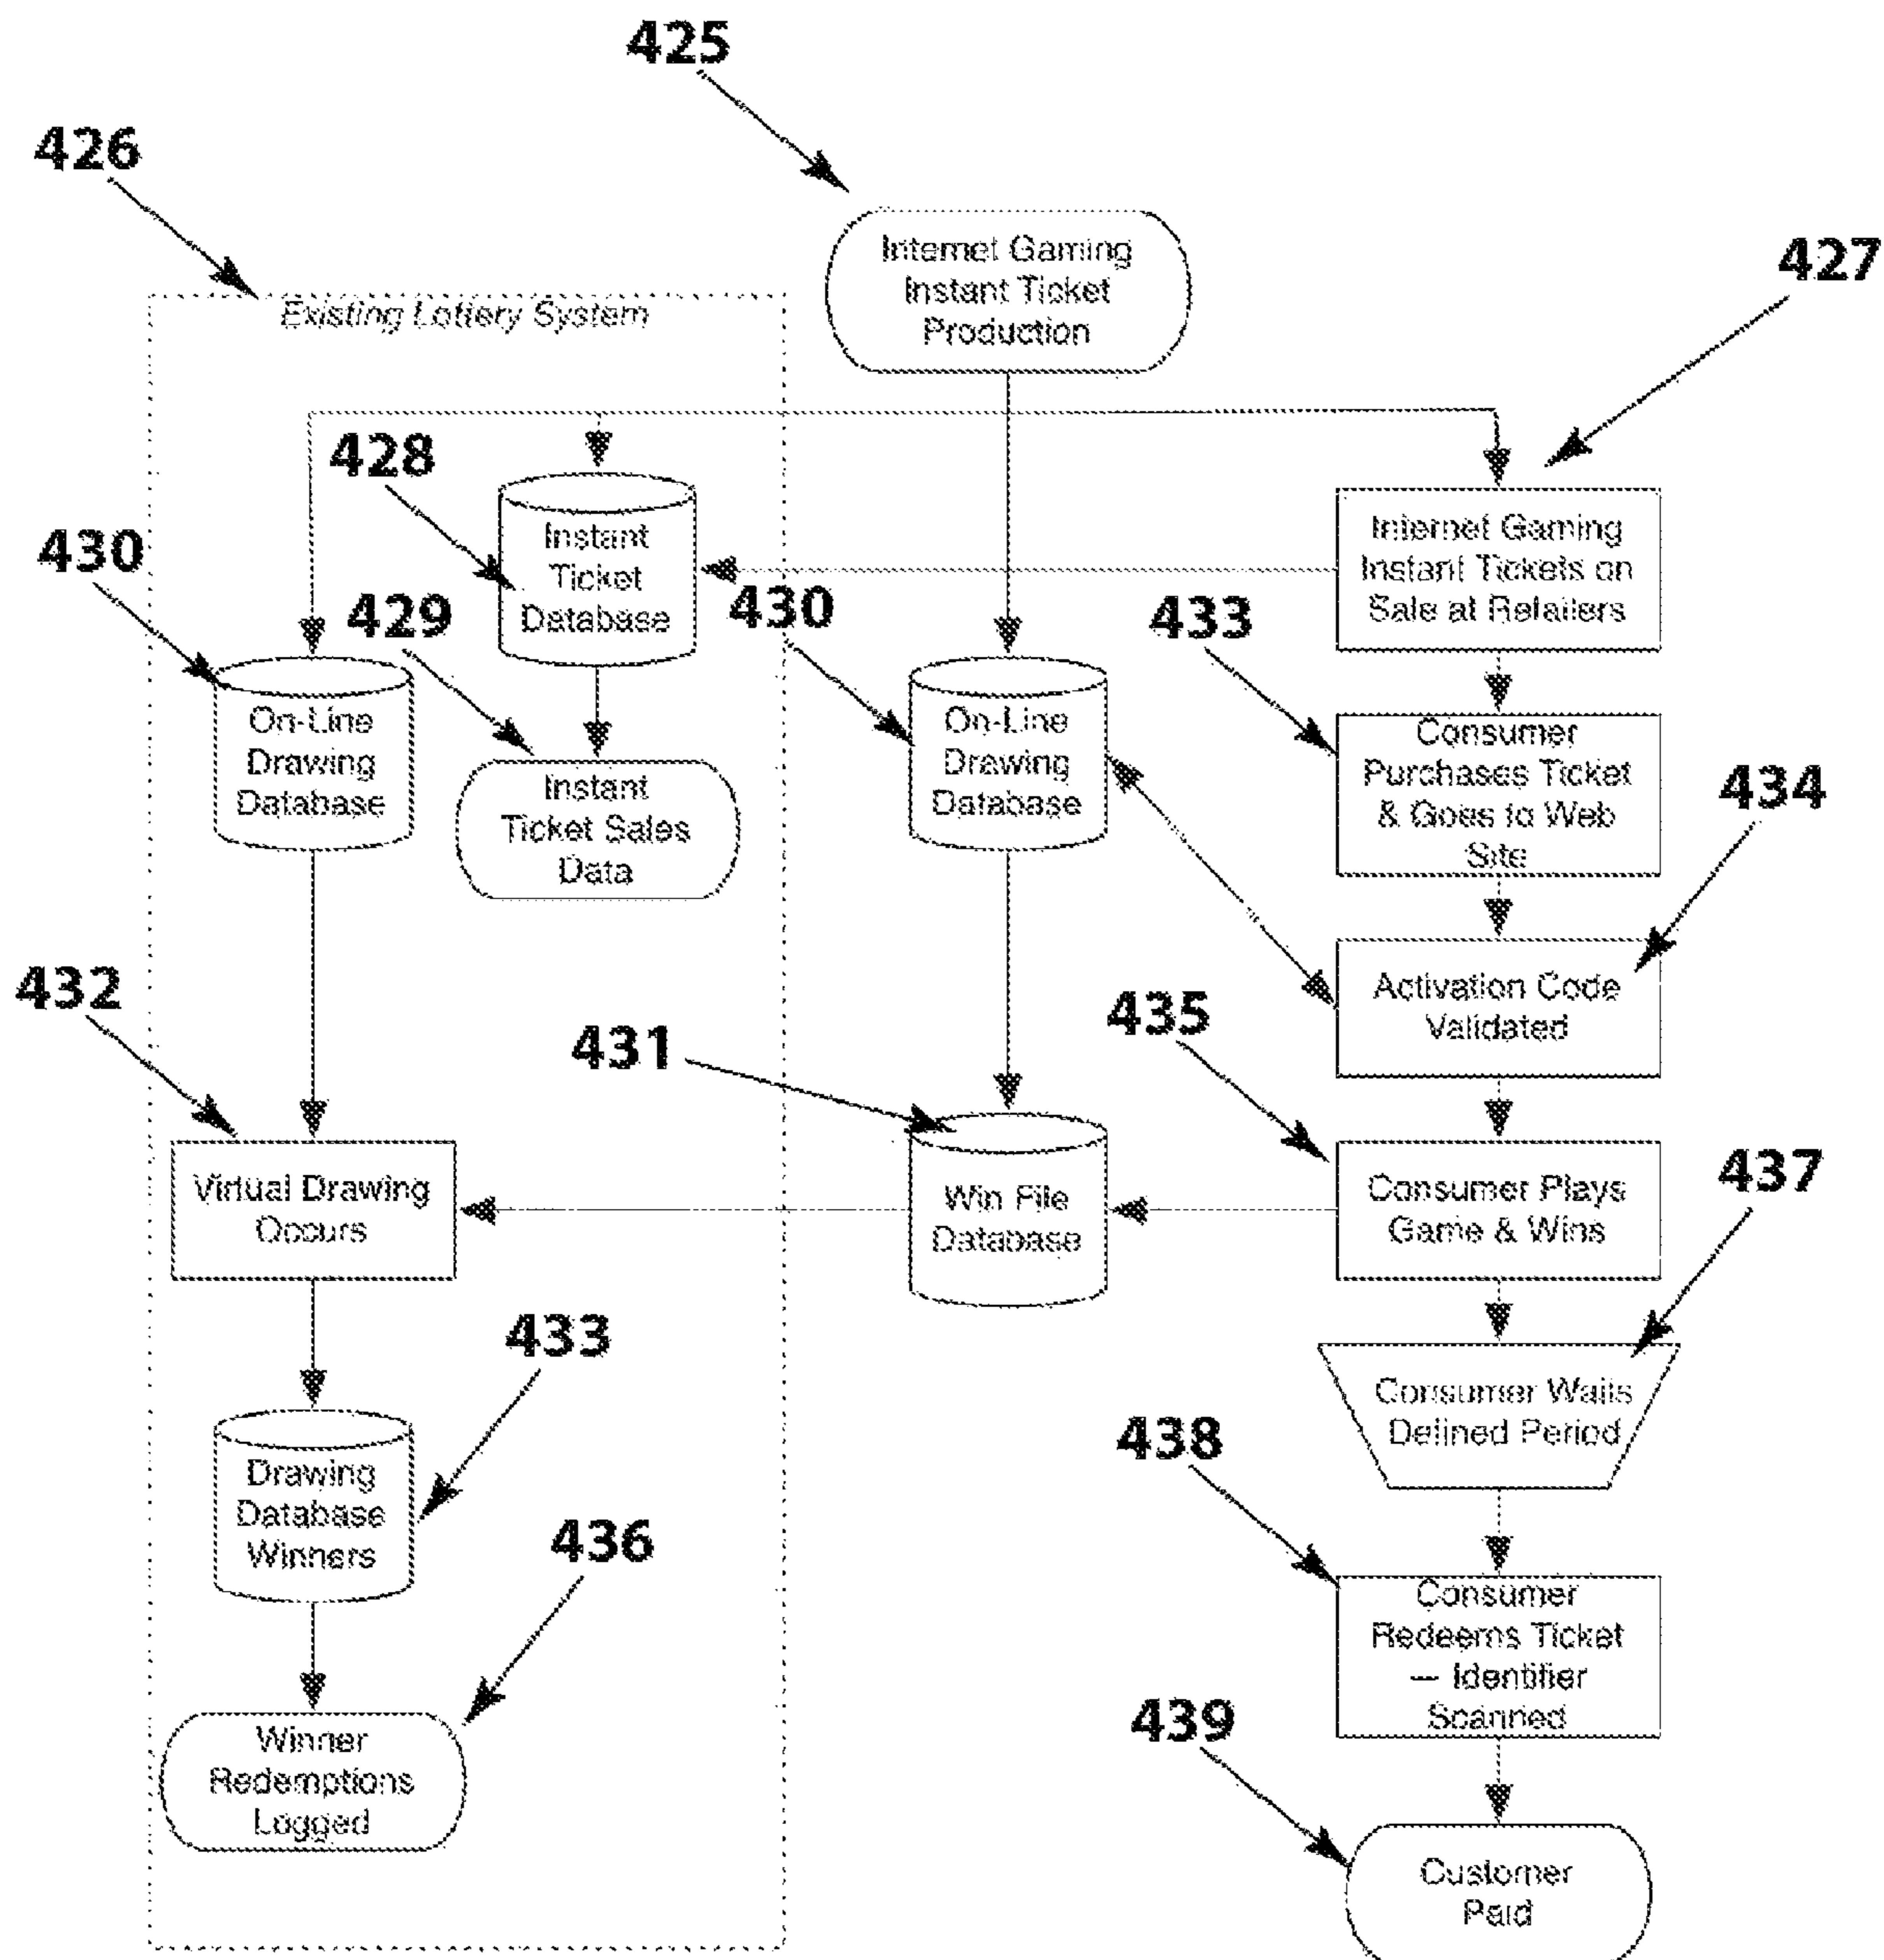 425
426
Internet Gaming
Instant Ticket
Production
427
Existing Lottery System
428
Instant
Ticket
Database
Internet Gaming
Instant Tickets on
Sale at Retailers
430
429
430
433
On-Line
Drawing
Database
Instant
Ticket Sales
Data
On-Line
Drawing
Database
Consumer
Purchases Ticket
& Goes to Web
Site
434
432
Activation Code
Validated
435
431
Virtual Drawing
Occurs
Win File
Database
Consumer Plays
Game & Wins
437
433
Consumer Waits
Defined Period
438
Drawing
Database
Winners
436
Consumer
Redeems Ticket
— Identifier
Scanned
439
Winner
Redemptions
Logged
Customer
Paid